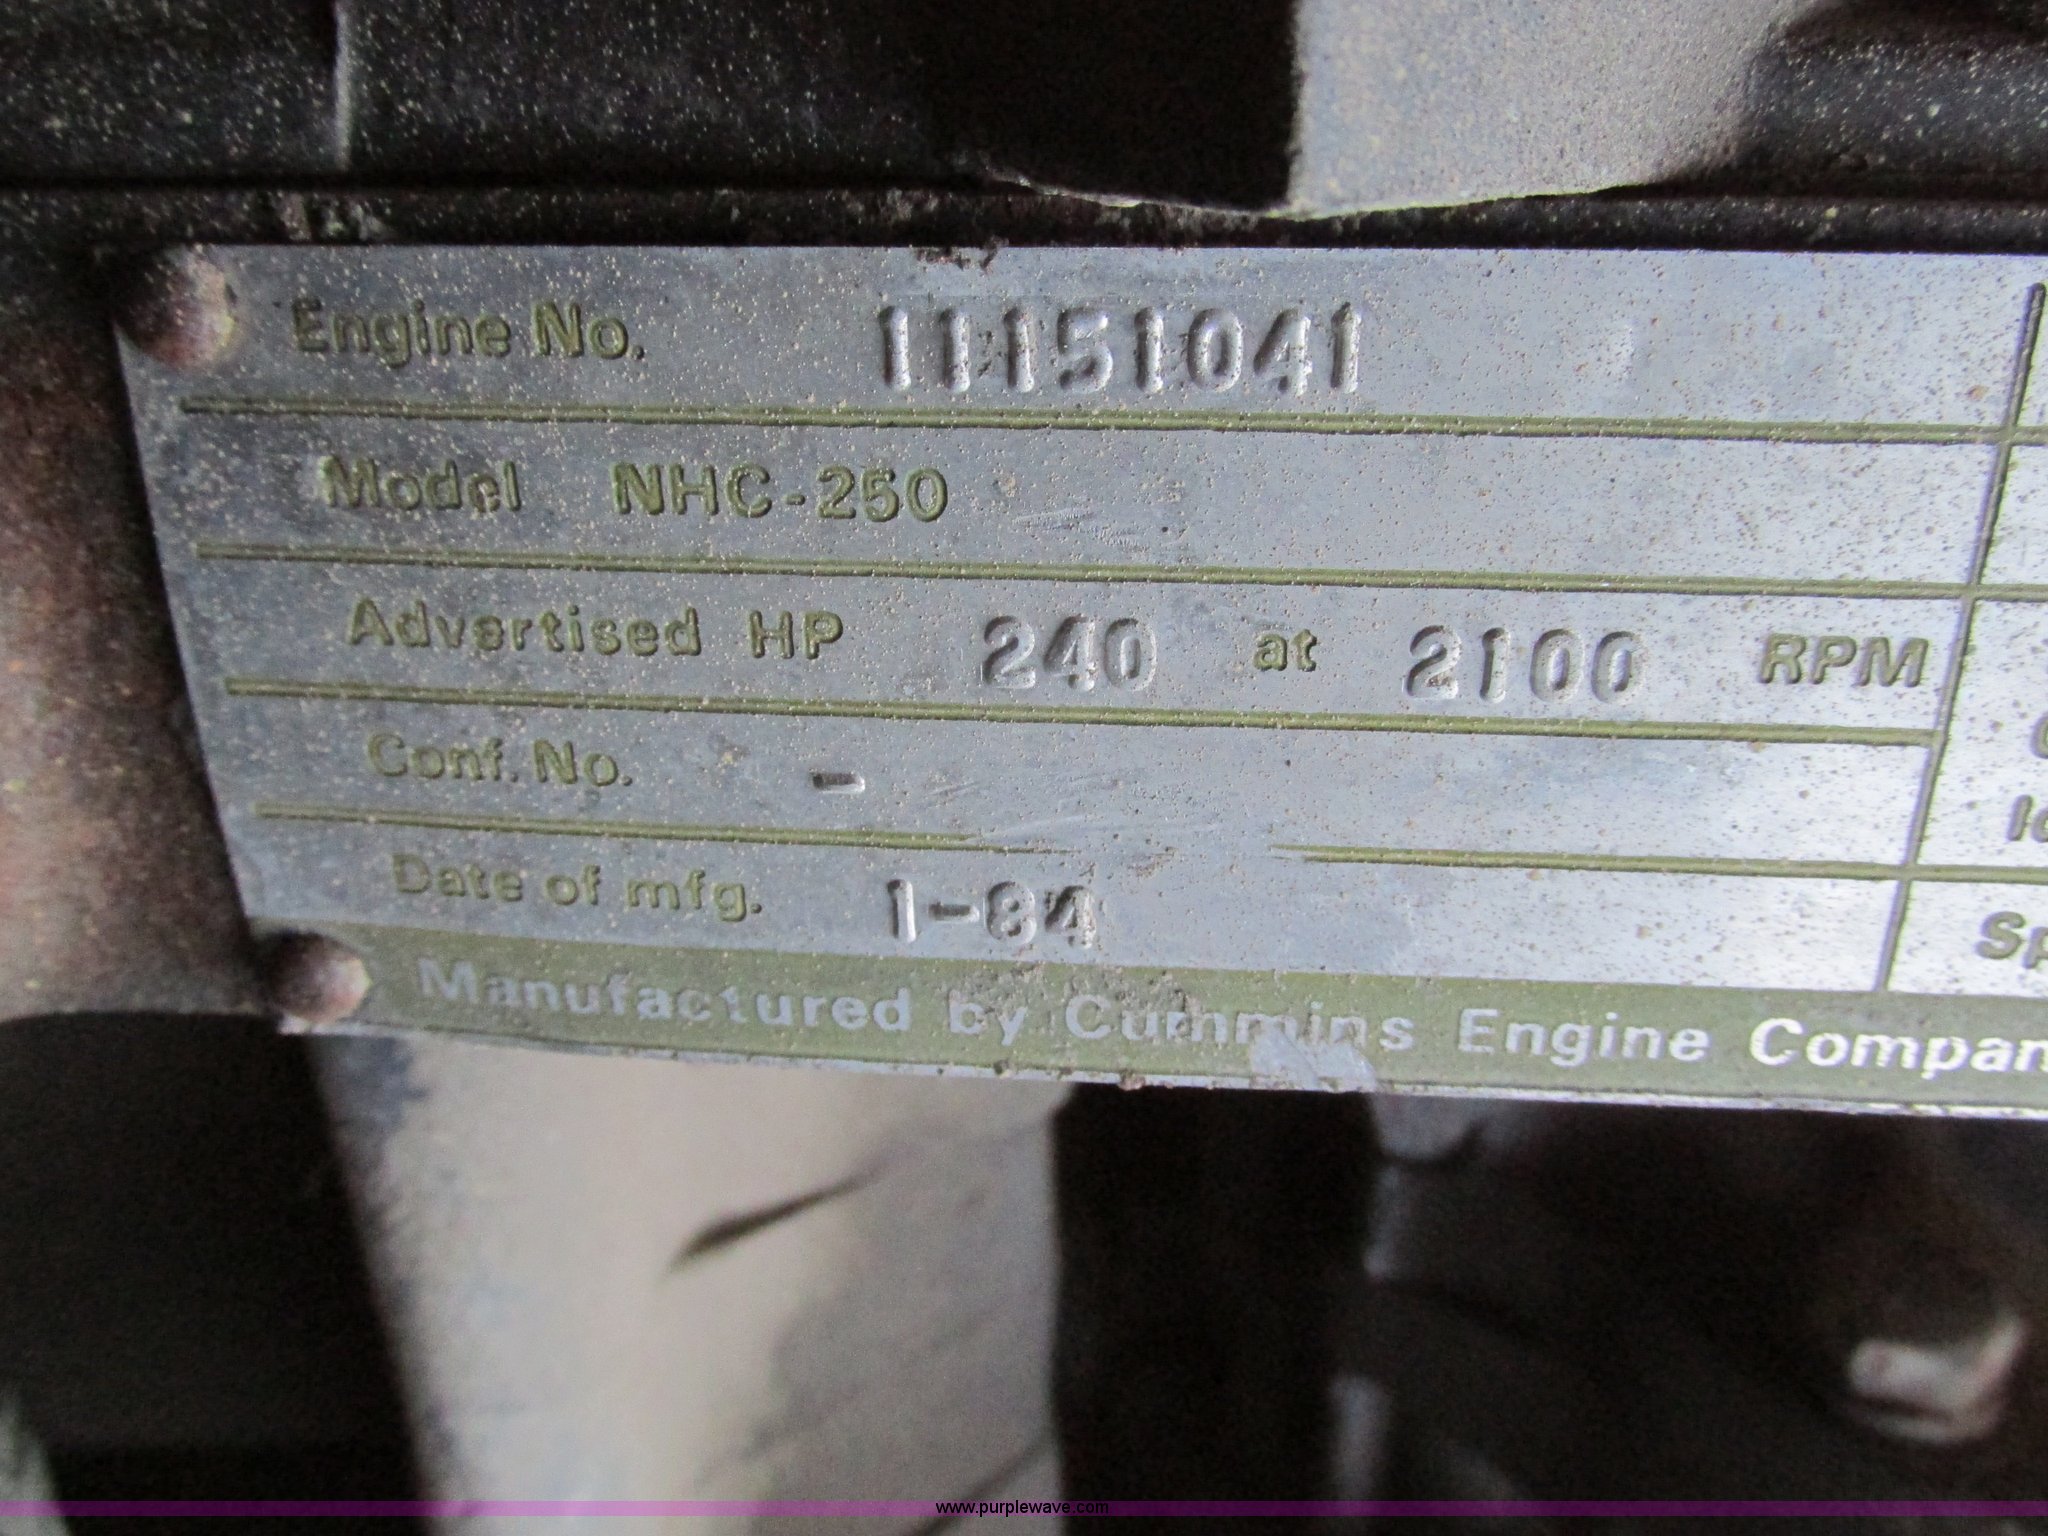 Engine No. 11151041
Model NHC-250
Advertised HP 240 at 2100 RPM
Conf. No. -
Date of mfg. 1-84
Sp
Manufactured by Cummins Engine Compan
www.purplewave.com